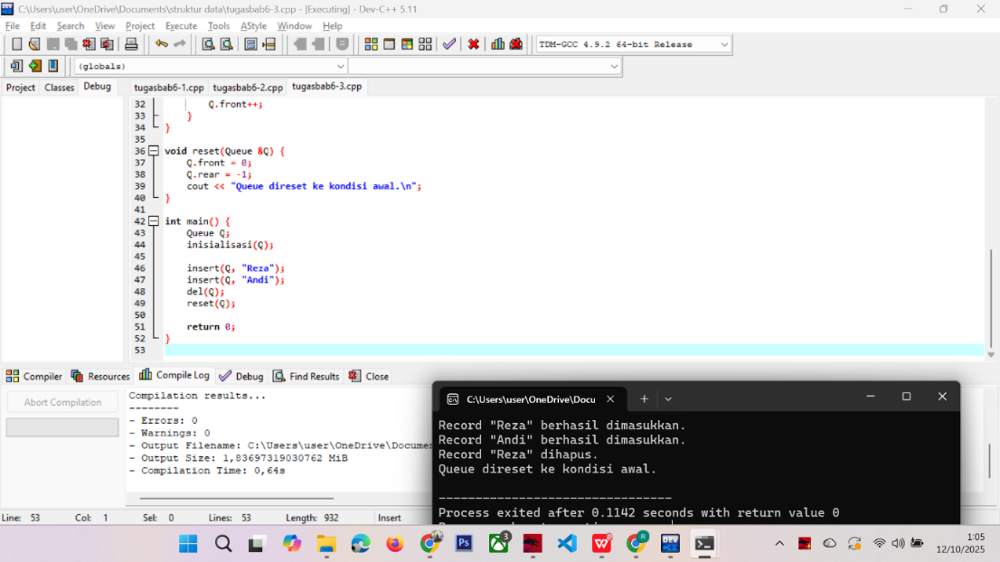 C:\Users\user\OneDrive\Documents\struktur data\tugasbab6-3.cpp - [Executing] - Dev-C++ 5.11
File Edit Search View Project Execute Tools AStyle Window Help
TDM-GCC 4.9.2 64-bit Release
(globals)
Project Classes Debug tugasbab6-1.cpp tugasbab6-2.cpp tugasbab6-3.cpp
32 Q.front++;
33 }
34 }
35
36 void reset(Queue &Q) {
37 Q.front = 0;
38 Q.rear = -1;
39 cout << "Queue direset ke kondisi awal.\n";
40 }
41
42 int main() {
43 Queue Q;
44 inisialisasi(Q);
45
46 insert(Q, "Reza");
47 insert(Q, "Andi");
48 del(Q);
49 reset(Q);
50
51 return 0;
52 }
53
Compiler Resources Compile Log Debug Find Results Close
Abort Compilation
Compilation results...
--------
- Errors: 0
- Warnings: 0
- Output Filename: C:\Users\user\OneDrive\Docume
- Output Size: 1,83697319030762 MiB
- Compilation Time: 0,64s
C:\Users\user\OneDrive\Docu
Record "Reza" berhasil dimasukkan.
Record "Andi" berhasil dimasukkan.
Record "Reza" dihapus.
Queue direset ke kondisi awal.
--------------------------------
Process exited after 0.1142 seconds with return value 0
Line: 53 Col: 1 Sel: 0 Lines: 53 Length: 932 Insert
1:05
12/10/2025